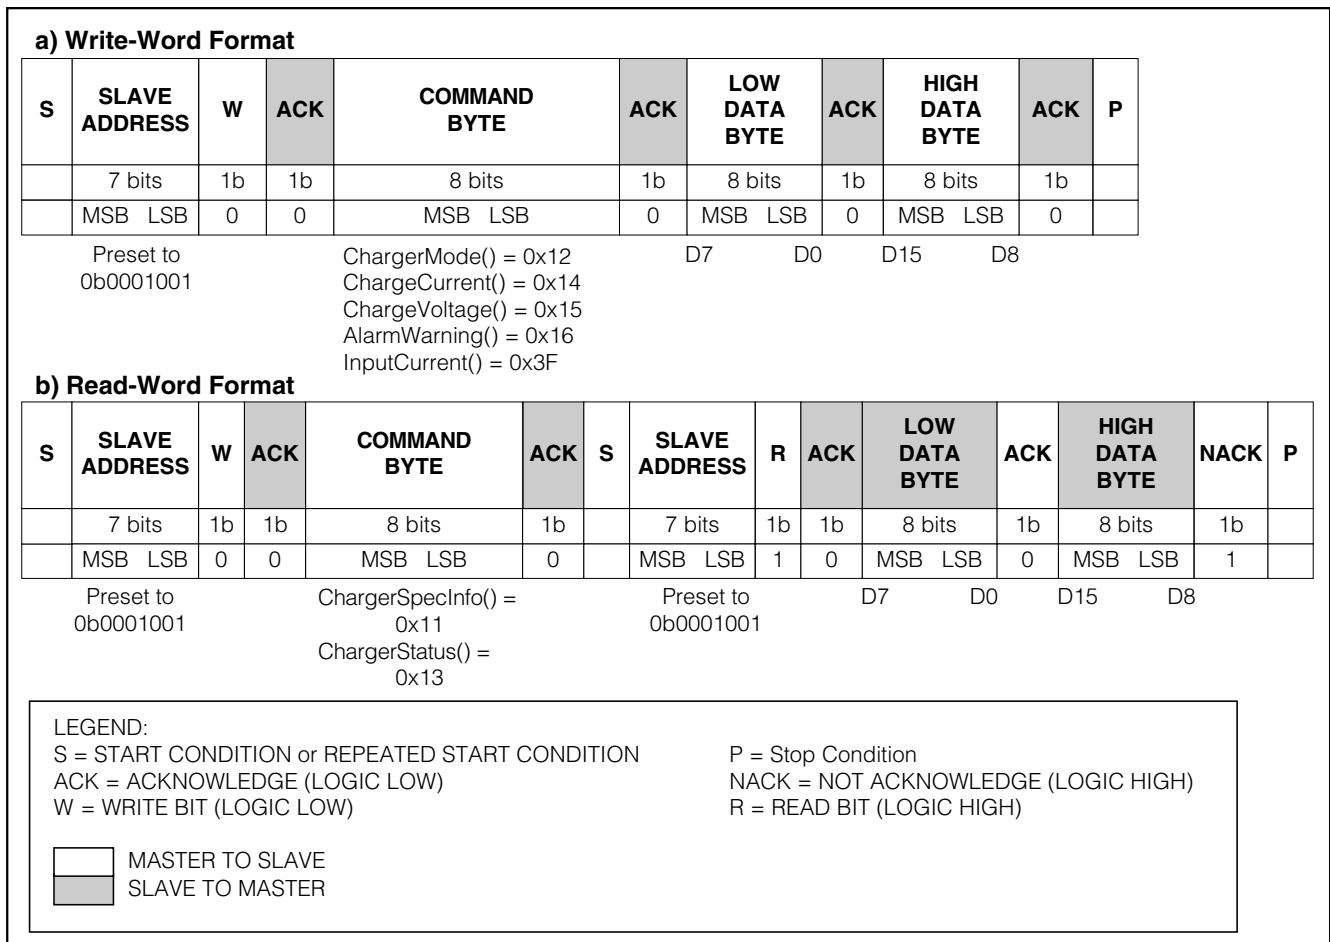 a) Write-Word Format
S SLAVE ADDRESS W ACK COMMAND BYTE ACK LOW DATA BYTE ACK HIGH DATA BYTE ACK P
7 bits 1b 1b 8 bits 1b 8 bits 1b 8 bits 1b
MSB LSB 0 0 MSB LSB 0 MSB LSB 0 MSB LSB 0
Preset to 0b0001001
D7 D0 D15 D8
ChargerMode() = 0x12
ChargeCurrent() = 0x14
ChargeVoltage() = 0x15
AlarmWarning() = 0x16
InputCurrent() = 0x3F
b) Read-Word Format
S SLAVE ADDRESS W ACK COMMAND BYTE ACK S SLAVE ADDRESS R ACK LOW DATA BYTE ACK HIGH DATA BYTE NACK P
7 bits 1b 1b 8 bits 1b 7 bits 1b 1b 8 bits 1b 8 bits 1b
MSB LSB 0 0 MSB LSB 0 MSB LSB 1 0 MSB LSB 0 MSB LSB 1
Preset to 0b0001001
ChargerSpecInfo() =
0x11
ChargerStatus() =
0x13
Preset to 0b0001001
D7 D0 D15 D8
LEGEND:
S = START CONDITION or REPEATED START CONDITION
ACK = ACKNOWLEDGE (LOGIC LOW)
W = WRITE BIT (LOGIC LOW)
P = Stop Condition
NACK = NOT ACKNOWLEDGE (LOGIC HIGH)
R = READ BIT (LOGIC HIGH)
MASTER TO SLAVE
SLAVE TO MASTER